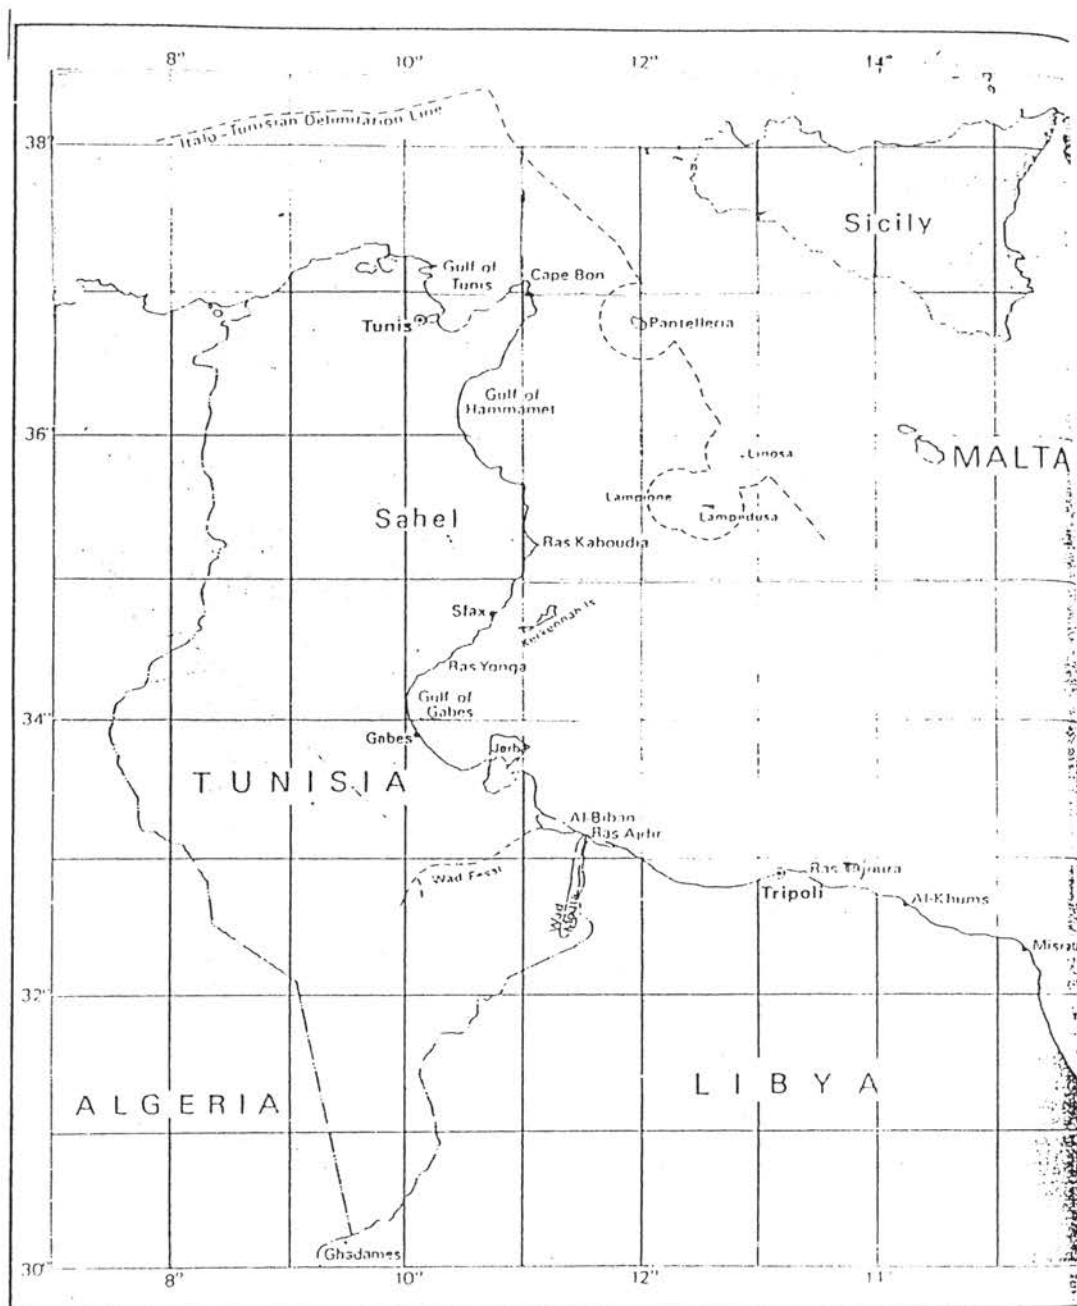 8"
10"
12"
14"
Italo-Tunisian Delimitation Line
38"
Sicily
Gulf of
Tunis
Cape Bon
Tunis
Pantelleria
Gulf of
Hammamet
36"
Linosa
MALTA
Lampione
Lampedusa
Sahel
Ras Kaboudia
Sfax
Kerkennah Is
Ras Yonga
Gulf of
Gabes
34"
Gabes
Jerba
TUNISIA
Al-Biban
Ras Ajdir
Wad Fessi
Ras Tajoura
Tripoli
Al-Khums
Wad
Misrat
32"
LIBYA
ALGERIA
Ghadames
30"
8"
10"
12"
14"